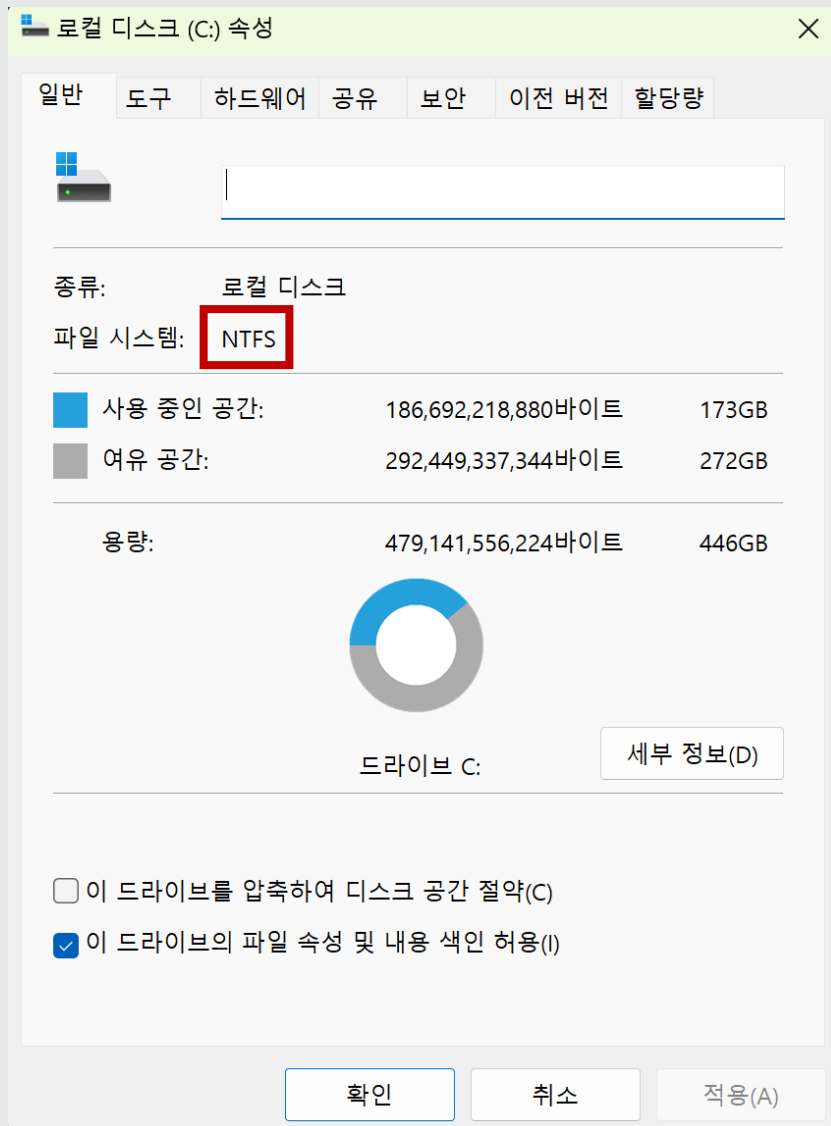 로컬 디스크 (C:) 속성
일반 도구 하드웨어 공유 보안 이전 버전 할당량
종류: 로컬 디스크
파일 시스템: NTFS
사용 중인 공간: 186,692,218,880바이트 173GB
여유 공간: 292,449,337,344바이트 272GB
용량: 479,141,556,224바이트 446GB
드라이브 C:
세부 정보(D)
이 드라이브를 압축하여 디스크 공간 절약(C)
이 드라이브의 파일 속성 및 내용 색인 허용(I)
확인 취소 적용(A)